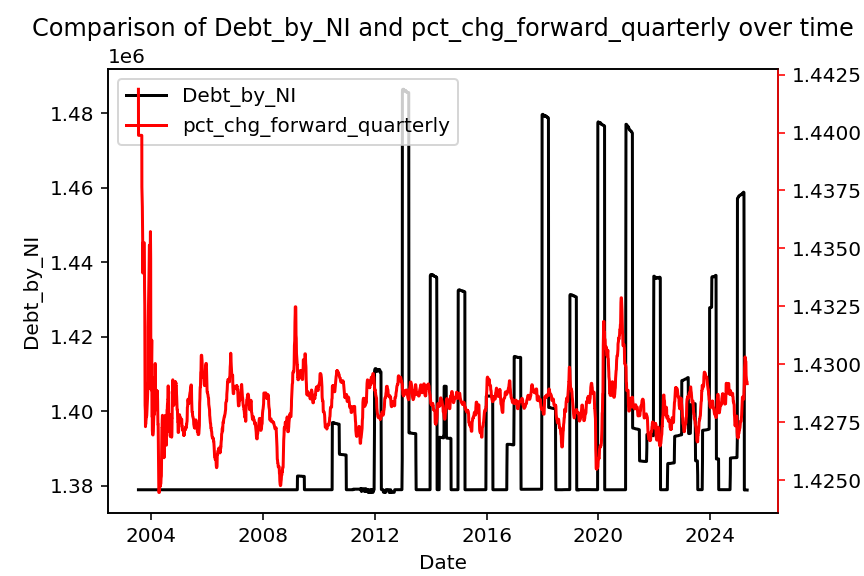 Comparison of Debt_by_NI and pct_chg_forward_quarterly over time
1e6
Debt_by_NI
pct_chg_forward_quarterly
1.48
1.46
1.44
1.42
1.40
1.38
Debt_by_NI
1.4425
1.4400
1.4375
1.4350
1.4325
1.4300
1.4275
1.4250
2004 2008 2012 2016 2020 2024
Date